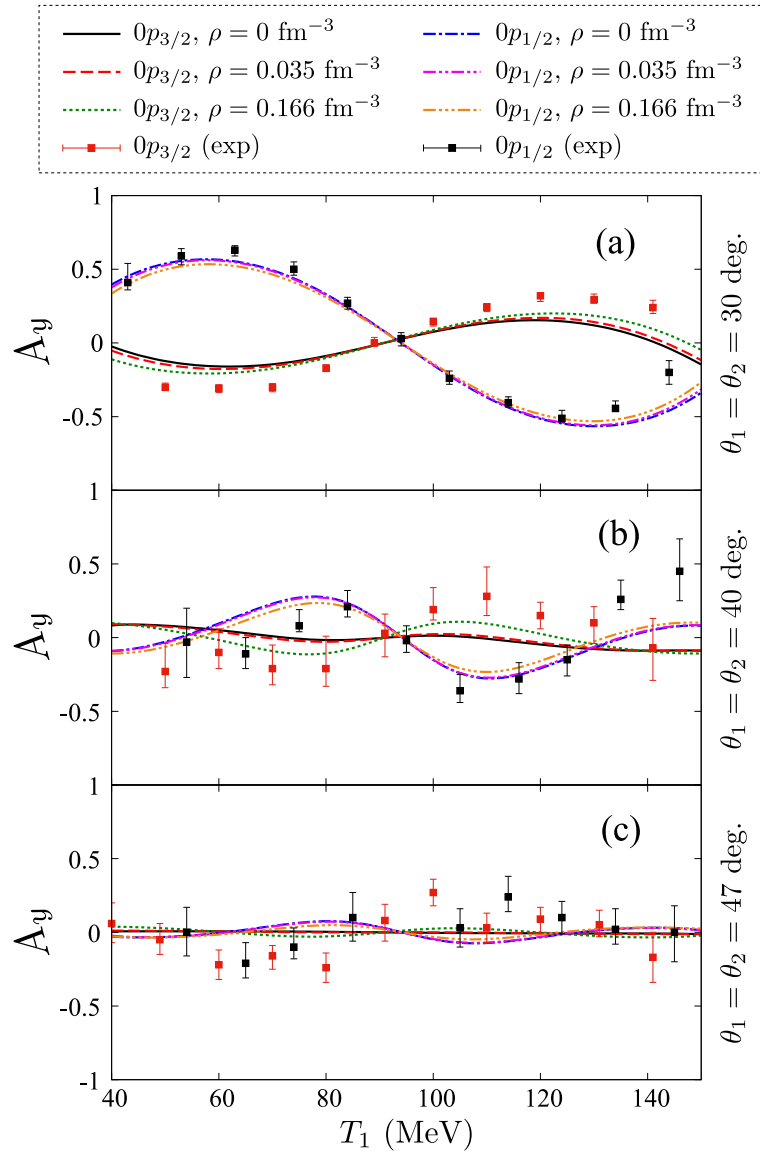 0p3/2, ρ = 0 fm−3 0p1/2, ρ = 0 fm−3
0p3/2, ρ = 0.035 fm−3 0p1/2, ρ = 0.035 fm−3
0p3/2, ρ = 0.166 fm−3 0p1/2, ρ = 0.166 fm−3
0p3/2 (exp) 0p1/2 (exp)
1
0.5
0
-0.5
Ay
(a)
θ1 = θ2 = 30 deg.
1
0.5
0
-0.5
Ay
(b)
θ1 = θ2 = 40 deg.
1
0.5
0
-0.5
-1
Ay
(c)
θ1 = θ2 = 47 deg.
40 60 80 100 120 140
T1 (MeV)